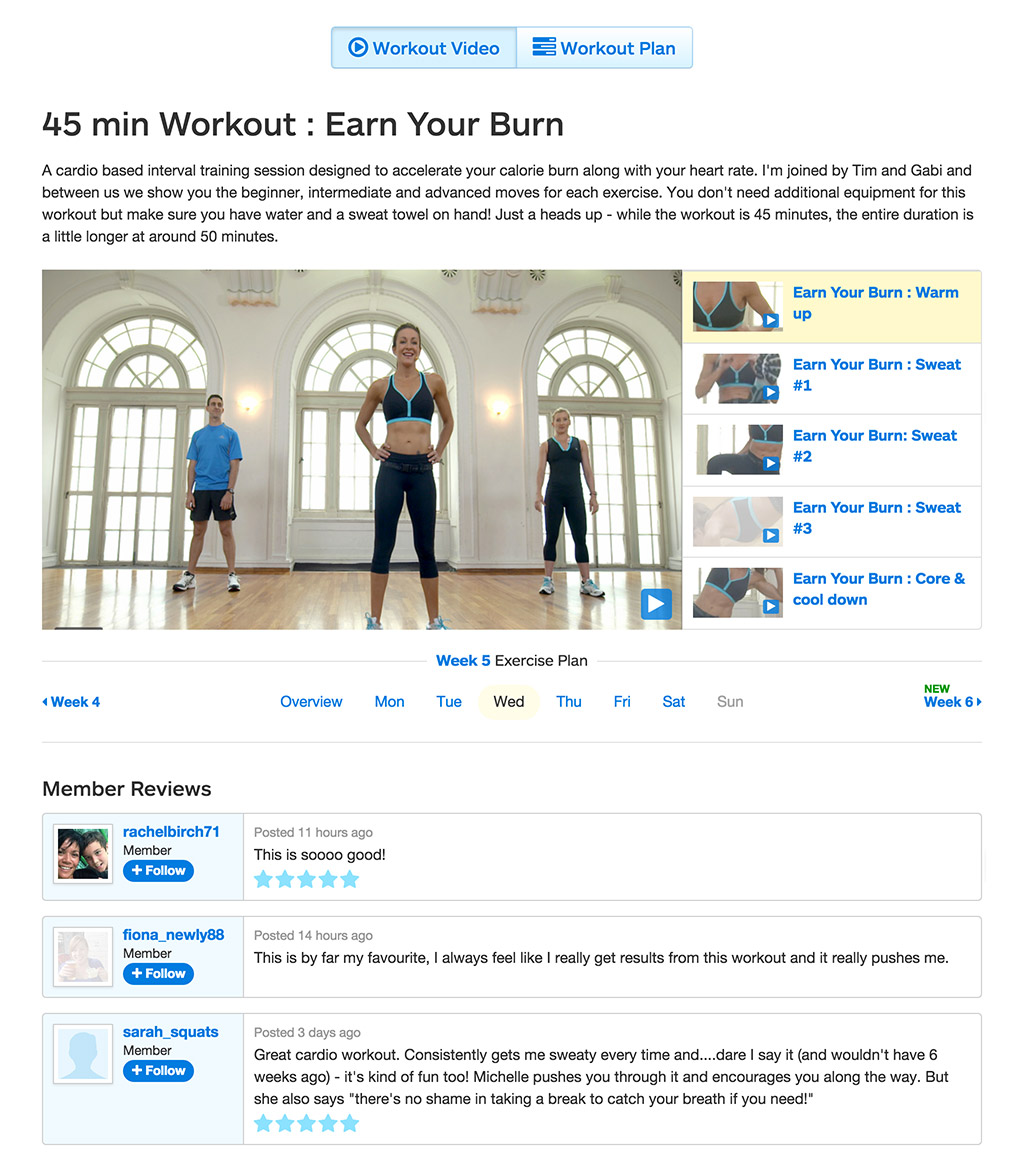 Workout Video
Workout Plan
45 min Workout : Earn Your Burn
A cardio based interval training session designed to accelerate your calorie burn along with your heart rate. I'm joined by Tim and Gabi and
between us we show you the beginner, intermediate and advanced moves for each exercise. You don't need additional equipment for this
workout but make sure you have water and a sweat towel on hand! Just a heads up - while the workout is 45 minutes, the entire duration is
a little longer at around 50 minutes.
Earn Your Burn : Warm
up
Earn Your Burn : Sweat
#1
Earn Your Burn: Sweat
#2
Earn Your Burn : Sweat
#3
Earn Your Burn : Core &
cool down
Week 5 Exercise Plan
Week 4
Overview Mon Tue Wed Thu Fri Sat Sun
NEW
Week 6
Member Reviews
rachelbirch71
Member
+ Follow
Posted 11 hours ago
This is soooo good!
fiona_newly88
Member
+ Follow
Posted 14 hours ago
This is by far my favourite, I always feel like I really get results from this workout and it really pushes me.
sarah_squats
Member
+ Follow
Posted 3 days ago
Great cardio workout. Consistently gets me sweaty every time and....dare I say it (and wouldn't have 6
weeks ago) - it's kind of fun too! Michelle pushes you through it and encourages you along the way. But
she also says "there's no shame in taking a break to catch your breath if you need!"